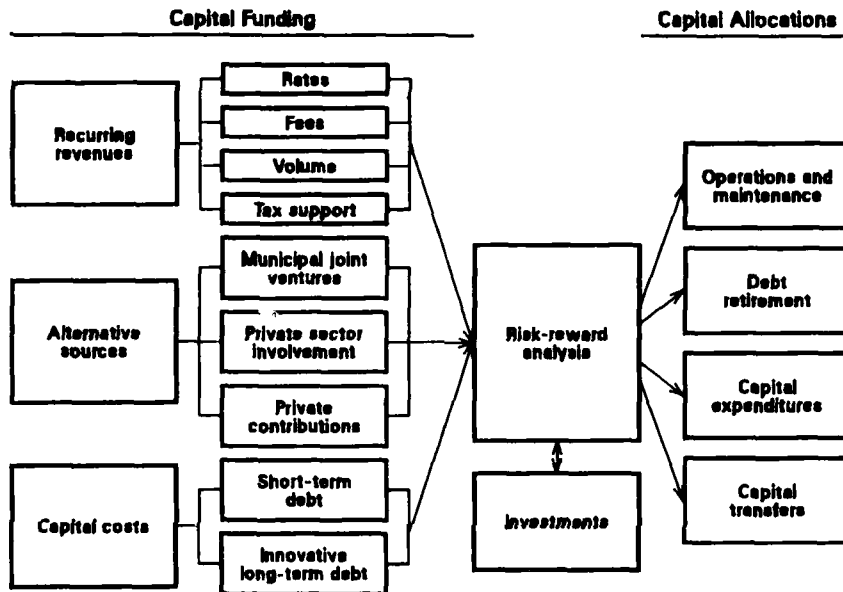 Capital Funding
Capital Allocations
Recurring
revenues
Rates
Fees
Volume
Tax support
Alternative
sources
Municipal joint
ventures
Private sector
involvement
Private
contributions
Capital costs
Short-term
debt
Innovative
long-term debt
Risk-reward
analysis
Investments
Operations and
maintenance
Debt
retirement
Capital
expenditures
Capital
transfers